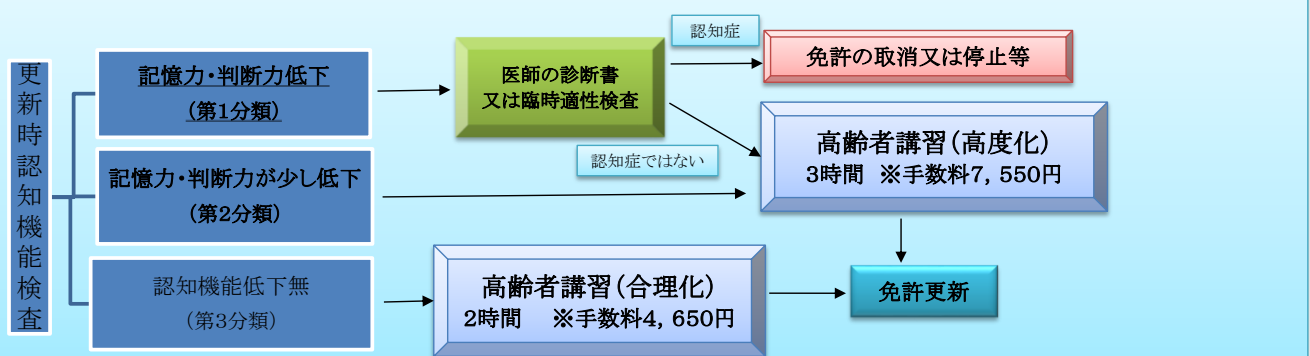 更新時認知機能検査
記憶力・判断力低下
(第1分類)
医師の診断書
又は臨時適性検査
認知症
免許の取消又は停止等
認知症ではない
記憶力・判断力が少し低下
(第2分類)
高齢者講習(高度化)
3時間 ※手数料7,550円
認知機能低下無
(第3分類)
高齢者講習(合理化)
2時間 ※手数料4,650円
免許更新